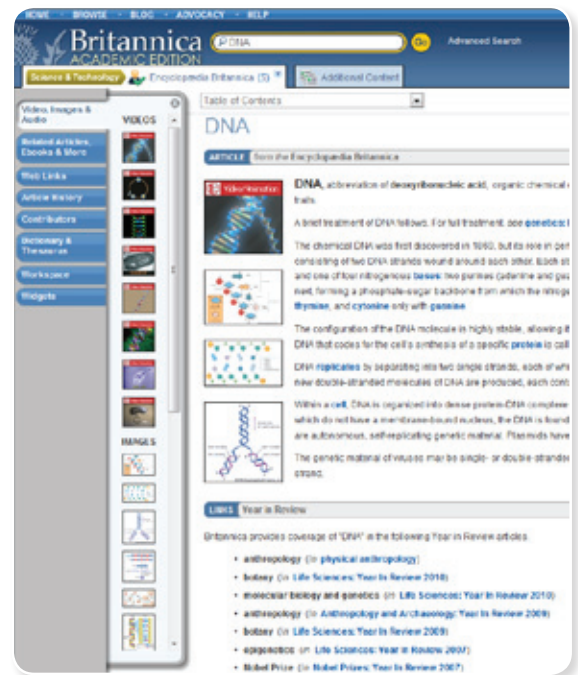 HOME • BROWSE • BLOG • ADVOCACY • HELP
Britannica
ACADEMIC EDITION
DNA
Go
Advanced Search
Science & Technology
Encyclopædia Britannica (5)
Additional Content
Video, Images & Audio
Related Articles, Ebooks & More
Web Links
Article History
Contributors
Dictionary & Thesaurus
Workspace
Widgets
VIDEOS
IMAGES
Table of Contents
DNA
ARTICLE from the Encyclopædia Britannica
Video/Animation
DNA, abbreviation of deoxyribonucleic acid, organic chemical
traits.
A brief treatment of DNA follows. For full treatment, see genetics:
The chemical DNA was first discovered in 1869, but its role in
consisting of two DNA strands wound around each other. Each
and one of four nitrogenous bases: two purines (adenine and
forming a phosphate-sugar backbone from which the
thymine, and cytosine only with guanine
The configuration of the DNA molecule is highly stable, allowing
DNA that codes for the cell's synthesis of a specific protein is
DNA replicates by separating into two single strands, each of
new double-stranded molecules of DNA are produced, each
Within a cell, DNA is organized into dense protein-DNA
which do not have a membrane-bound nucleus, the DNA is found
are autonomous, self-replicating genetic material. Plasmids have
The genetic material of viruses may be single- or double-stranded
strand.
LINKS Year in Review
Britannica provides coverage of "DNA" in the following Year in Review articles.
• anthropology (in physical anthropology)
• botany (in Life Sciences: Year In Review 2010)
• molecular biology and genetics (in Life Sciences: Year In Review 2010)
• anthropology (in Anthropology and Archaeology: Year In Review 2009)
• botany (in Life Sciences: Year In Review 2009)
• epigenetics (in Life Sciences: Year In Review 2007)
• Nobel Prize (in Nobel Prizes: Year In Review 2007)